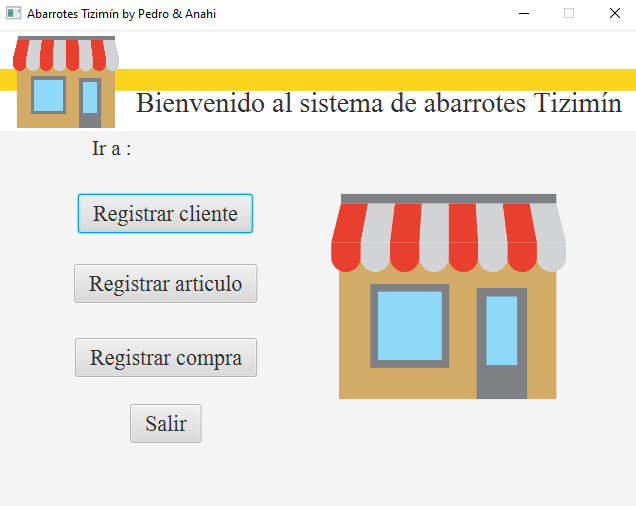 Abarrotes Tizimín by Pedro & Anahi
Bienvenido al sistema de abarrotes Tizimín
Ir a :
Registrar cliente
Registrar articulo
Registrar compra
Salir